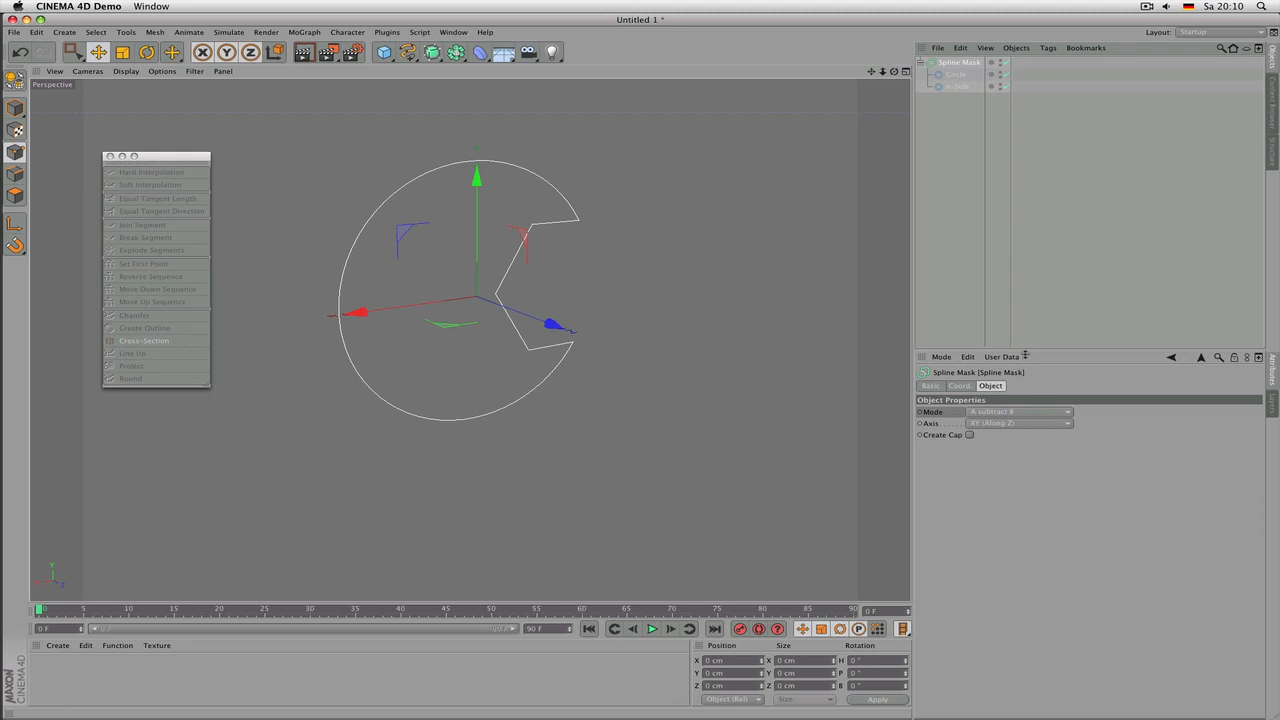 CINEMA 4D Demo Window
Sa 20:10
Untitled 1 *
File Edit Create Select Tools Mesh Animate Simulate Render MoGraph Character Plugins Script Window Help
Layout: Startup
File Edit View Objects Tags Bookmarks
View Cameras Display Options Filter Panel
Perspective
Spline Mask
Circle
n-Side
Objects
Content Browser
Structure
Hard Interpolation
Soft Interpolation
Equal Tangent Length
Equal Tangent Direction
Join Segment
Break Segment
Explode Segments
Set First Point
Reverse Sequence
Move Down Sequence
Move Up Sequence
Chamfer
Create Outline
Cross-Section
Line Up
Project
Round
Y
Mode Edit User Data
Spline Mask [Spline Mask]
Basic Coord. Object
Object Properties
Mode A subtract B
Axis XY (Along Z)
Create Cap
Attributes
Layers
Y
Z
0 5 10 15 20 25 30 35 40 45 50 55 60 65 70 75 80 85 90
0 F
0 F
90 F
Create Edit Function Texture
Position Size Rotation
X 0 cm X 0 cm H 0 °
Y 0 cm Y 0 cm P 0 °
Z 0 cm Z 0 cm B 0 °
Object (Rel) Size Apply
MAXON
CINEMA 4D